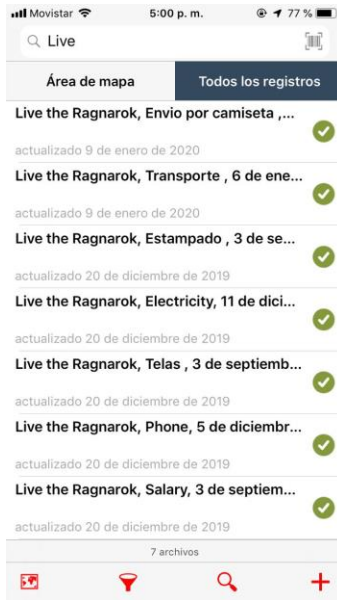 Movistar 5:00 p. m. 77 %
Live
Área de mapa Todos los registros
Live the Ragnarok, Envio por camiseta ,...
actualizado 9 de enero de 2020
Live the Ragnarok, Transporte , 6 de ene...
actualizado 9 de enero de 2020
Live the Ragnarok, Estampado , 3 de se...
actualizado 20 de diciembre de 2019
Live the Ragnarok, Electricity, 11 de dici...
actualizado 20 de diciembre de 2019
Live the Ragnarok, Telas , 3 de septiemb...
actualizado 20 de diciembre de 2019
Live the Ragnarok, Phone, 5 de diciembr...
actualizado 20 de diciembre de 2019
Live the Ragnarok, Salary, 3 de septiem...
actualizado 20 de diciembre de 2019
7 archivos